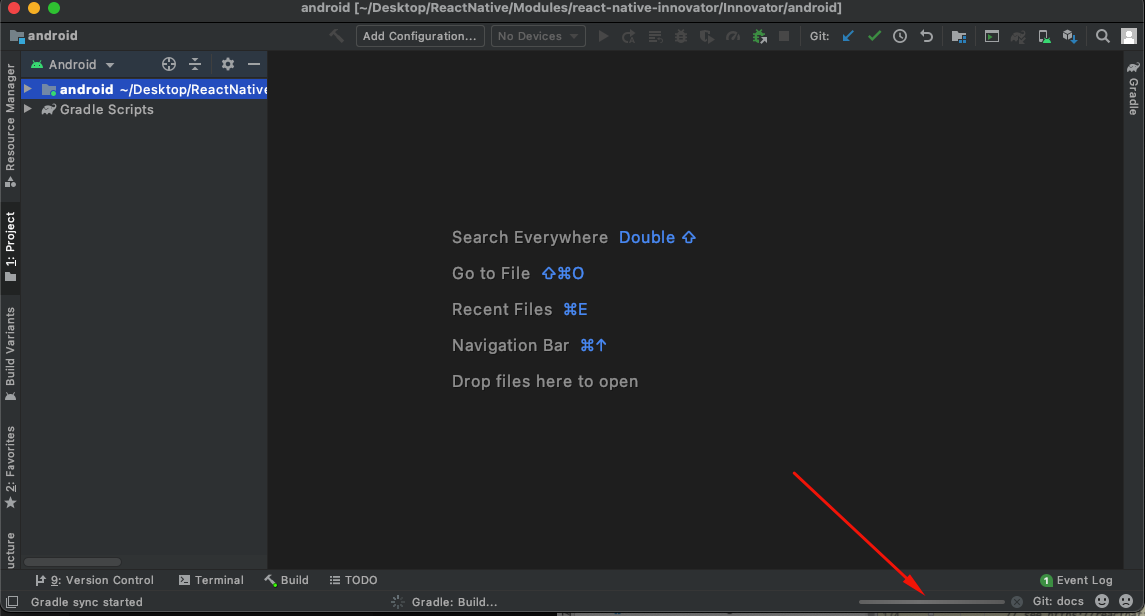 android [~/Desktop/ReactNative/Modules/react-native-innovator/Innovator/android]
android
Add Configuration...
No Devices
Git:
Android
android ~/Desktop/ReactNative
Gradle Scripts
Resource Manager
1: Project
Build Variants
2: Favorites
ucture
Gradle
Search Everywhere Double ⇧
Go to File ⇧⌘O
Recent Files ⌘E
Navigation Bar ⌘↑
Drop files here to open
9: Version Control
Terminal
Build
TODO
1 Event Log
Gradle sync started
Gradle: Build...
Git: docs